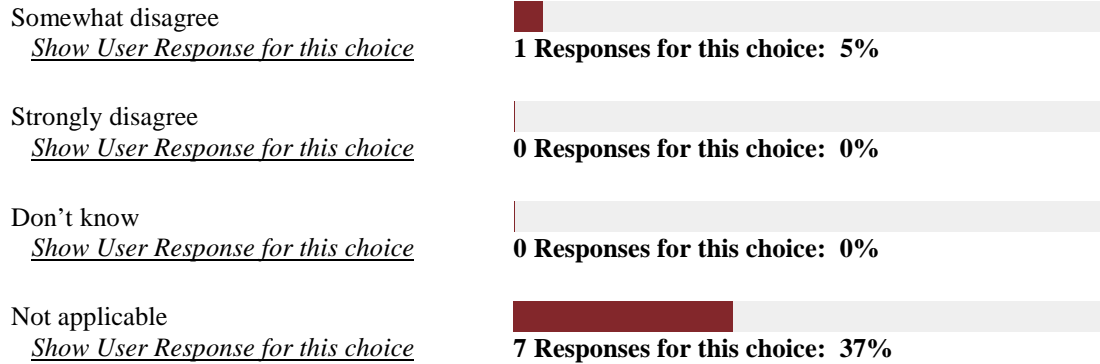 Somewhat disagree
Show User Response for this choice
1 Responses for this choice:  5%
Strongly disagree
Show User Response for this choice
0 Responses for this choice:  0%
Don’t know
Show User Response for this choice
0 Responses for this choice:  0%
Not applicable
Show User Response for this choice
7 Responses for this choice:  37%